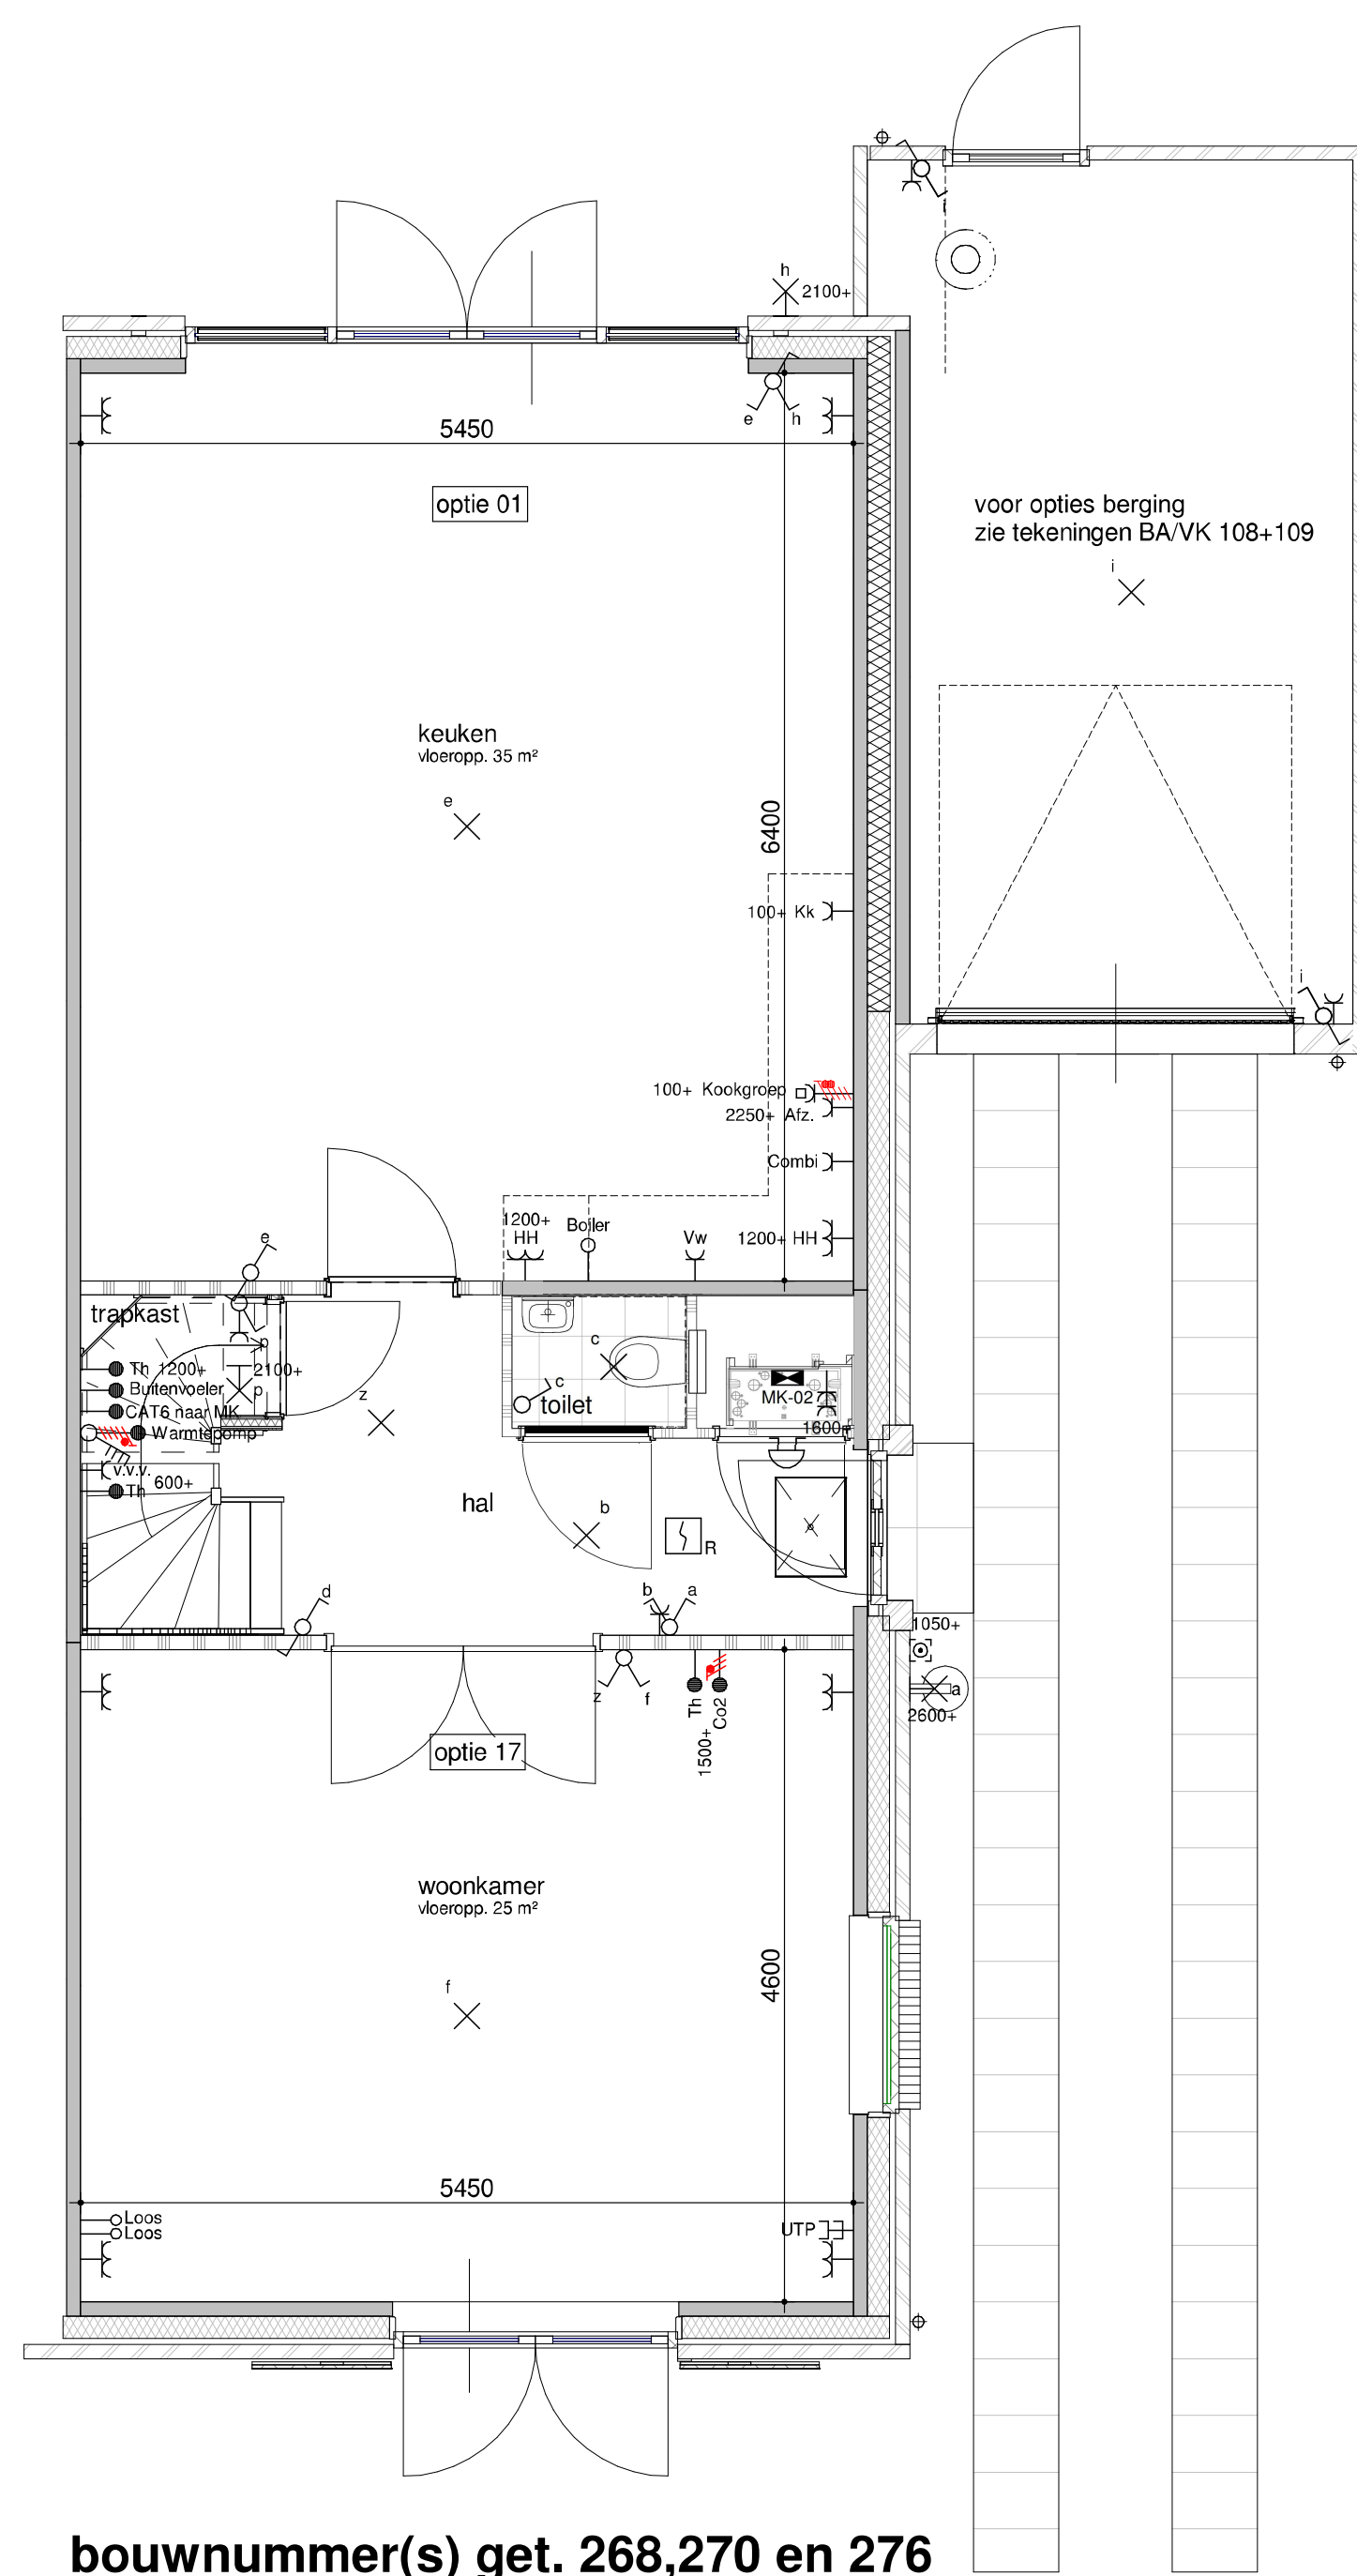 i
h
2100+
e
h
5450
optie 01
voor opties berging
zie tekeningen BA/VK 108+109
i
keuken
vloeropp. 35 m²
e
6400
100+ Kk
i
100+ Kookgroep
2250+ Afz.
Combi
1200+
HH
Boiler
Vw
1200+ HH
e
trapkast
p
Th 1200+
2100+
Buitenvoeler
p
CAT6 naar MK
Warmtepomp
v.v.v.
600+
Th
z
c
c
toilet
MK-02
1600+
hal
b
R
d
b
a
1050+
a
2600+
z
f
Th
Co2
1500+
optie 17
woonkamer
vloeropp. 25 m²
f
4600
5450
Loos
Loos
UTP
bouwnummer(s) get. 268,270 en 276